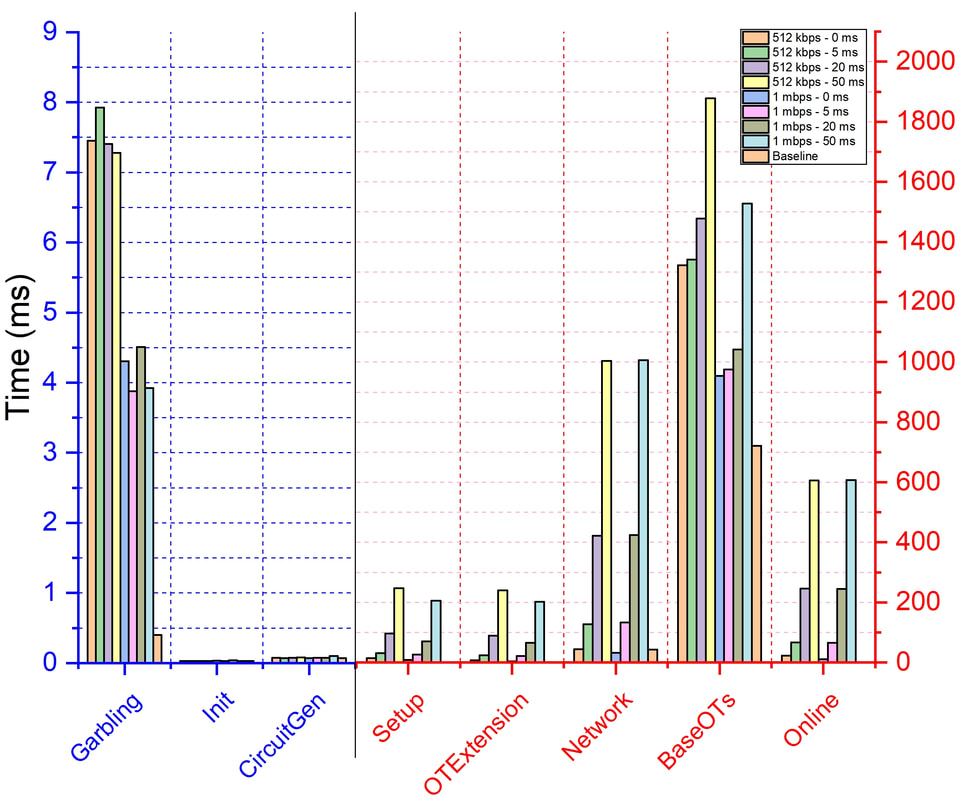 9
8
7
6
5
4
3
2
1
0
Time (ms)
512 kbps - 0 ms
512 kbps - 5 ms
512 kbps - 20 ms
512 kbps - 50 ms
1 mbps - 0 ms
1 mbps - 5 ms
1 mbps - 20 ms
1 mbps - 50 ms
Baseline
2000
1800
1600
1400
1200
1000
800
600
400
200
0
Garbling
Init
CircuitGen
Setup
OTExtension
Network
BaseOTs
Online